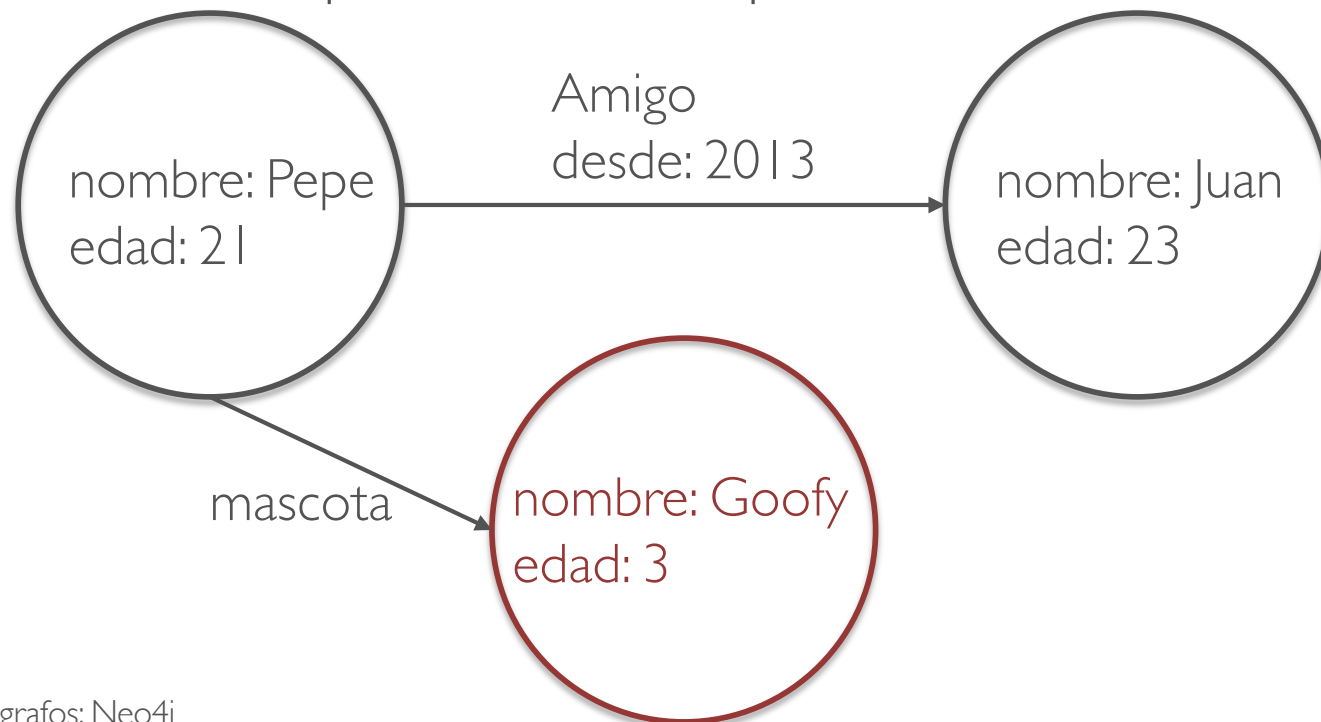 Amigo
desde: 2013
nombre: Pepe
edad: 21
nombre: Juan
edad: 23
mascota
nombre: Goofy
edad: 3
grafos: Neo4j